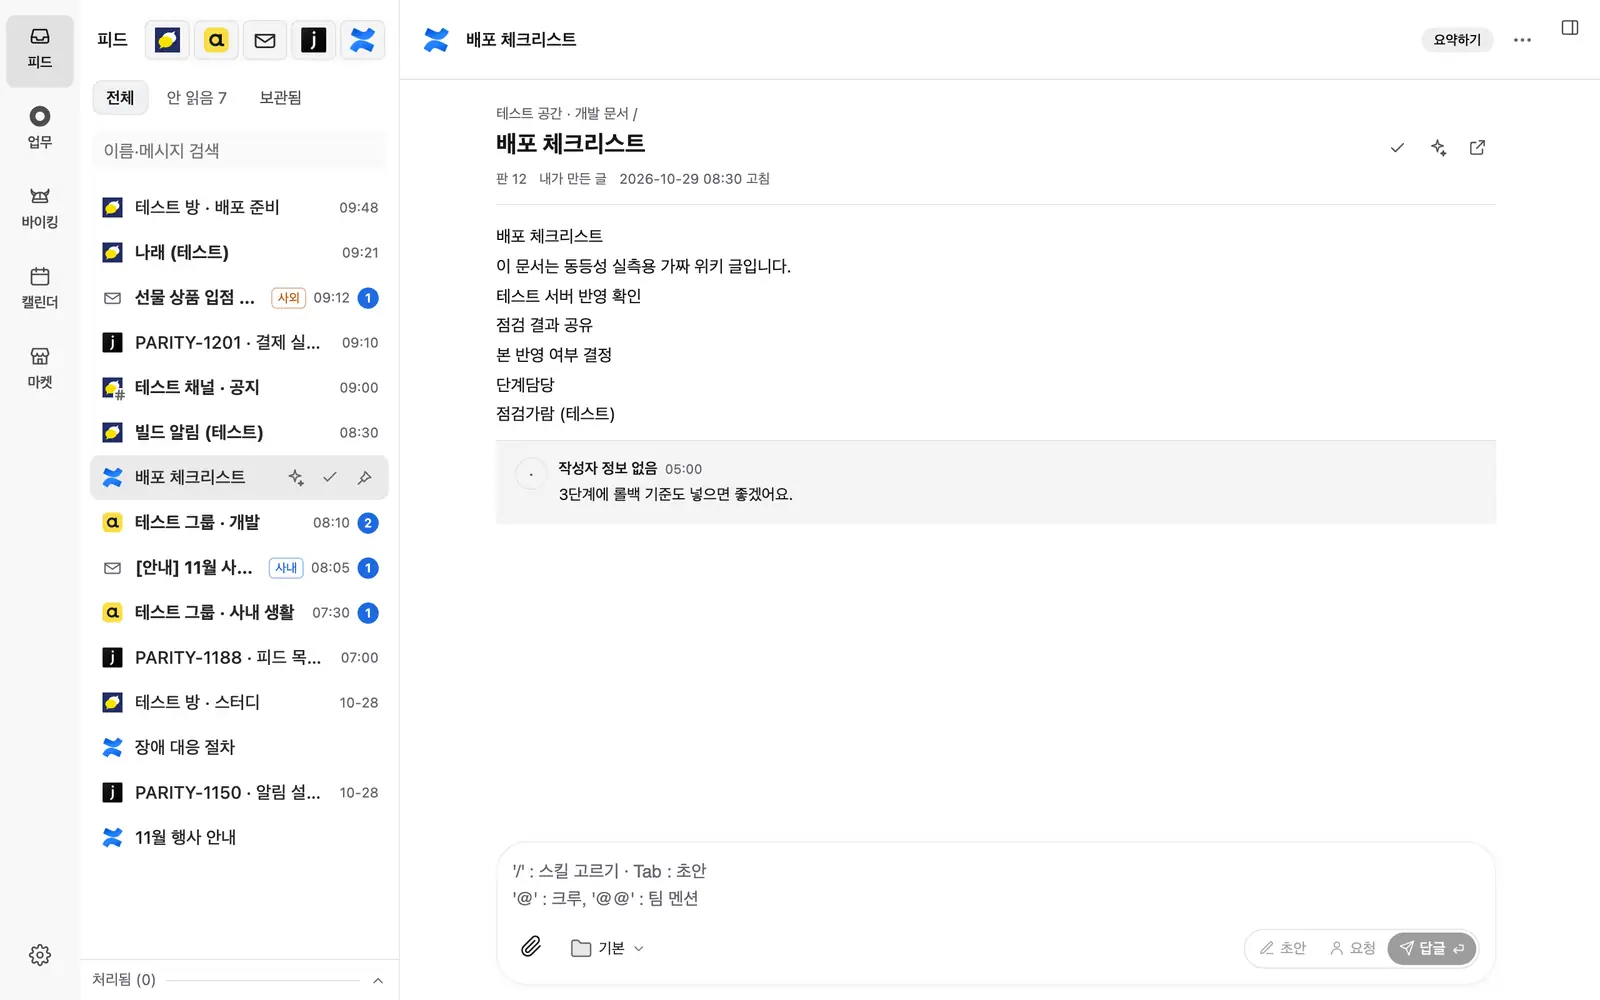 피드
업무
바이킹
캘린더
마켓
피드
전체
안 읽음 7
보관됨
이름·메시지 검색
테스트 방 · 배포 준비 09:48
나래 (테스트) 09:21
선물 상품 입점 ... 사외 09:12 1
PARITY-1201 · 결제 실... 09:10
테스트 채널 · 공지 09:00
빌드 알림 (테스트) 08:30
배포 체크리스트
테스트 그룹 · 개발 08:10 2
[안내] 11월 사... 사내 08:05 1
테스트 그룹 · 사내 생활 07:30 1
PARITY-1188 · 피드 목... 07:00
테스트 방 · 스터디 10-28
장애 대응 절차
PARITY-1150 · 알림 설... 10-28
11월 행사 안내
처리됨 (0)
배포 체크리스트
요약하기
테스트 공간 · 개발 문서 /
배포 체크리스트
판 12 내가 만든 글 2026-10-29 08:30 고침
배포 체크리스트
이 문서는 동등성 실측용 가짜 위키 글입니다.
테스트 서버 반영 확인
점검 결과 공유
본 반영 여부 결정
단계담당
점검가람 (테스트)
작성자 정보 없음 05:00
3단계에 롤백 기준도 넣으면 좋겠어요.
'/' : 스킬 고르기 · Tab : 초안
'@' : 크루, '@@' : 팀 멘션
기본
초안 요청 답글